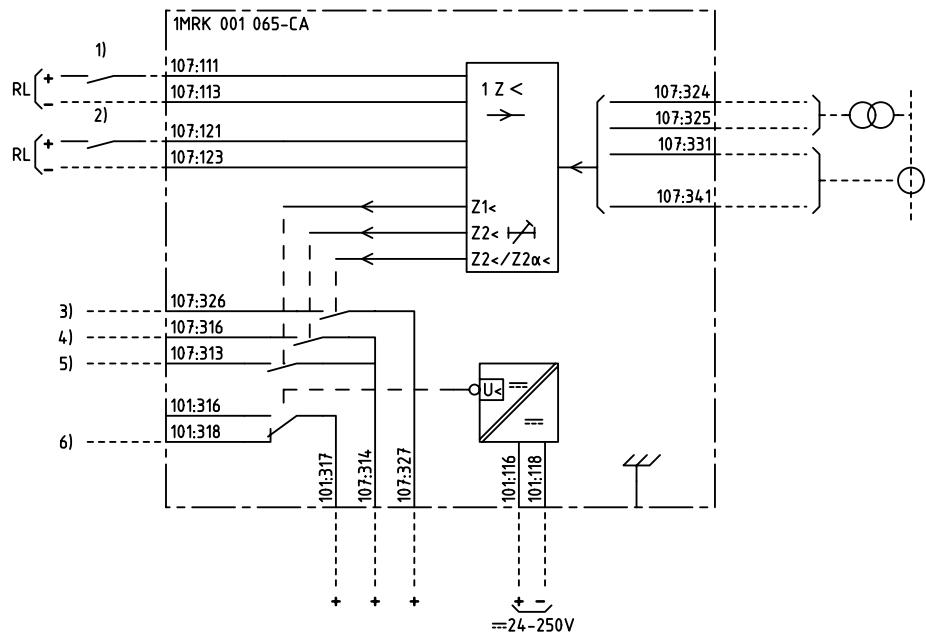 1MRK 001 065-CA
1)
RL + 107:111
- 107:113
2)
RL + 107:121
- 107:123
1 Z <
107:324
107:325
107:331
107:341
Z1<
Z2<
Z2</Z2α<
3) 107:326
4) 107:316
5) 107:313
U<
101:316
6) 101:318
101:317
107:314
107:327
101:116
101:118
+ + + + -
24-250V